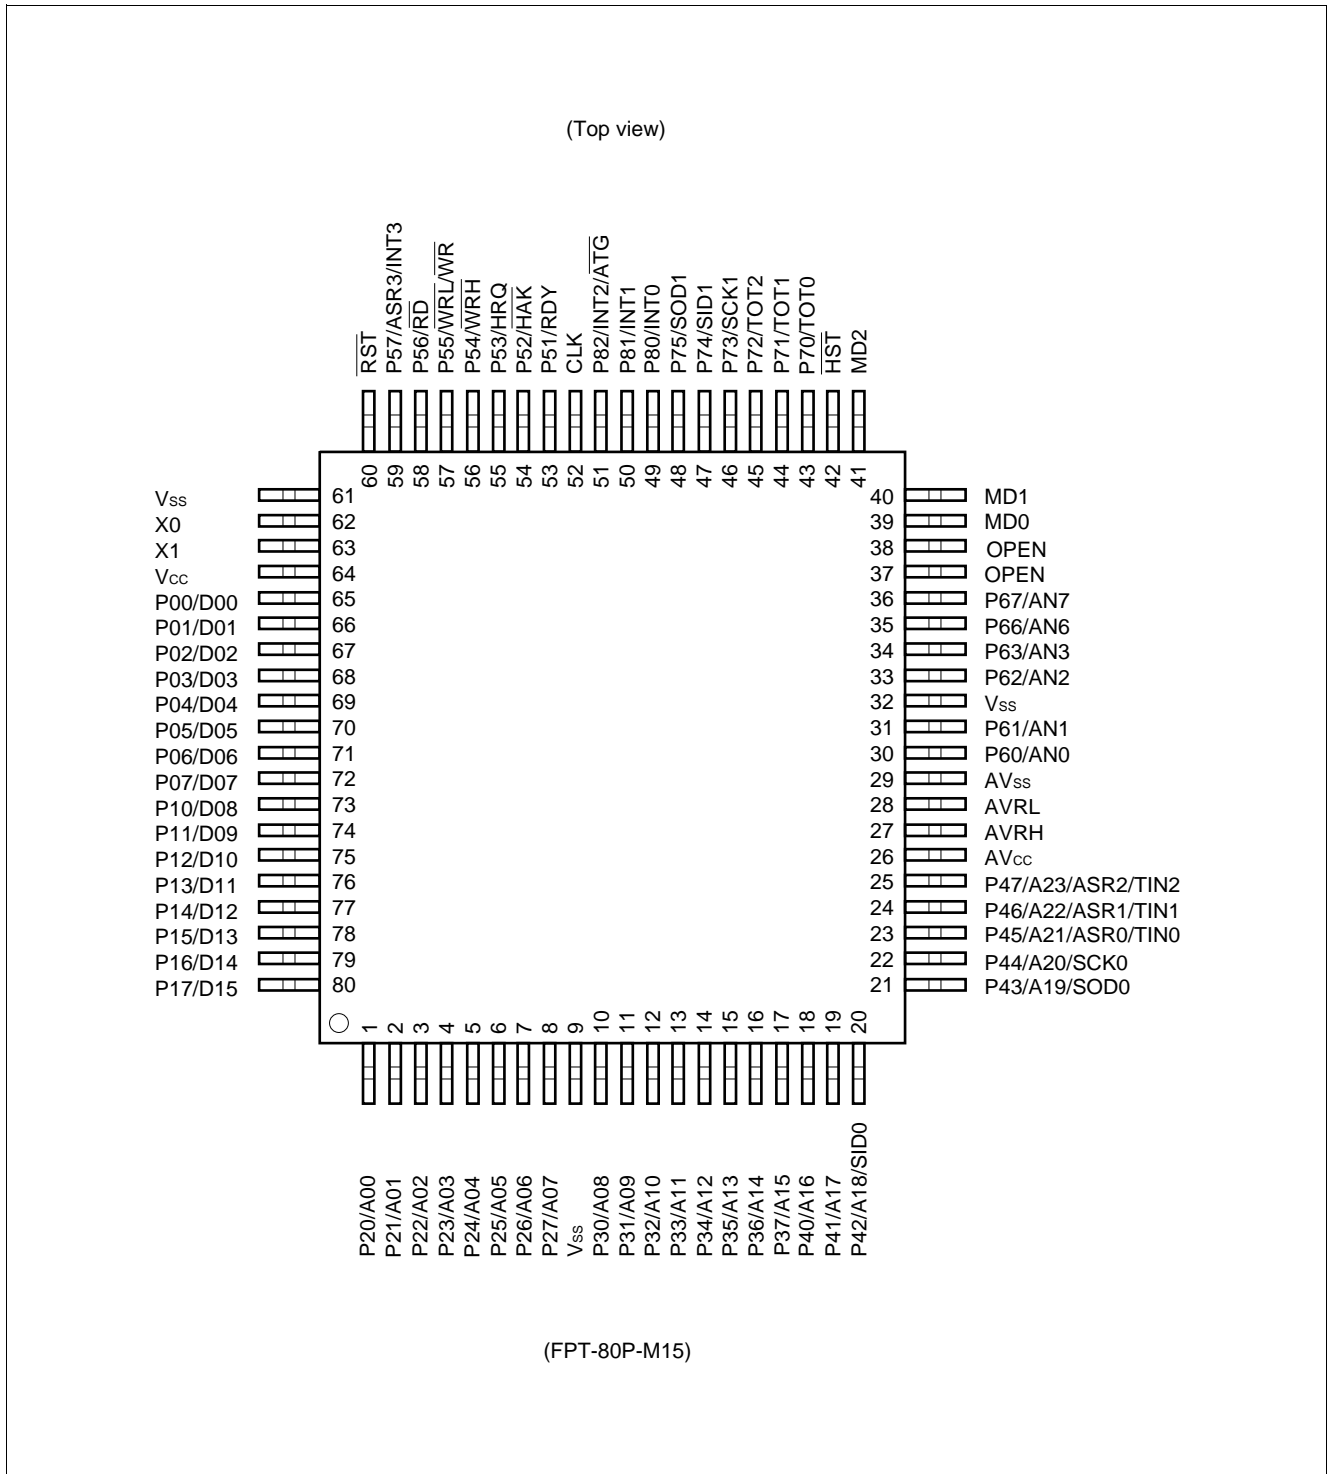 (Top view)
RST
P57/ASR3/INT3
P56/RD
P55/WRL/WR
P54/WRH
P53/HRQ
P52/HAK
P51/RDY
CLK
P82/INT2/ATG
P81/INT1
P80/INT0
P75/SOD1
P74/SID1
P73/SCK1
P72/TOT2
P71/TOT1
P70/TOT0
HST
MD2
60 59 58 57 56 55 54 53 52 51 50 49 48 47 46 45 44 43 42 41
Vss 61
X0 62
X1 63
Vcc 64
P00/D00 65
P01/D01 66
P02/D02 67
P03/D03 68
P04/D04 69
P05/D05 70
P06/D06 71
P07/D07 72
P10/D08 73
P11/D09 74
P12/D10 75
P13/D11 76
P14/D12 77
P15/D13 78
P16/D14 79
P17/D15 80
40 MD1
39 MD0
38 OPEN
37 OPEN
36 P67/AN7
35 P66/AN6
34 P63/AN3
33 P62/AN2
32 Vss
31 P61/AN1
30 P60/AN0
29 AVss
28 AVRL
27 AVRH
26 AVcc
25 P47/A23/ASR2/TIN2
24 P46/A22/ASR1/TIN1
23 P45/A21/ASR0/TIN0
22 P44/A20/SCK0
21 P43/A19/SOD0
1 2 3 4 5 6 7 8 9 10 11 12 13 14 15 16 17 18 19 20
P20/A00
P21/A01
P22/A02
P23/A03
P24/A04
P25/A05
P26/A06
P27/A07
Vss
P30/A08
P31/A09
P32/A10
P33/A11
P34/A12
P35/A13
P36/A14
P37/A15
P40/A16
P41/A17
P42/A18/SID0
(FPT-80P-M15)